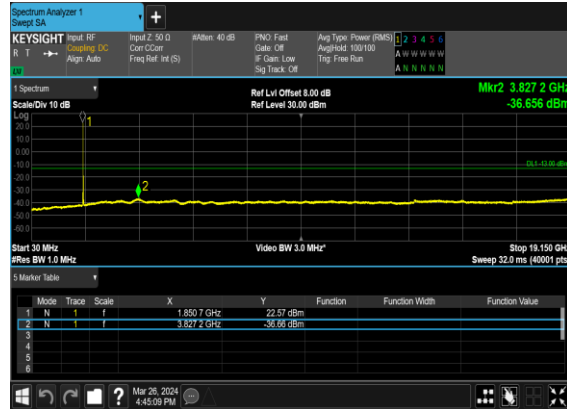 Spectrum Analyzer 1
Swept SA
+
KEYSIGHT
R T
Input: RF
Coupling: DC
Align: Auto
Input Z: 50 Ω
Corr CCorr
Freq Ref: Int (S)
#Atten: 40 dB
PNO: Fast
Gate: Off
IF Gain: Low
Sig Track: Off
Avg Type: Power (RMS)
Avg|Hold: 100/100
Trig: Free Run
1 2 3 4 5 6
A W W W W W
A N N N N N
1 Spectrum
Scale/Div 10 dB
Ref Lvl Offset 8.00 dB
Ref Level 30.00 dBm
Mkr2 3.827 2 GHz
-36.656 dBm
Log
20.0
10.0
0.00
-10.0
-20.0
-30.0
-40.0
-50.0
-60.0
1
2
DL1 -13.00 dBm
Start 30 MHz
#Res BW 1.0 MHz
Video BW 3.0 MHz*
Stop 19.150 GHz
Sweep 32.0 ms (40001 pts)
5 Marker Table
Mode Trace Scale X Y Function Function Width Function Value
1 N 1 f 1.850 7 GHz 22.57 dBm
2 N 1 f 3.827 2 GHz -36.66 dBm
3
4
5
6
?
Mar 26, 2024
4:45:09 PM